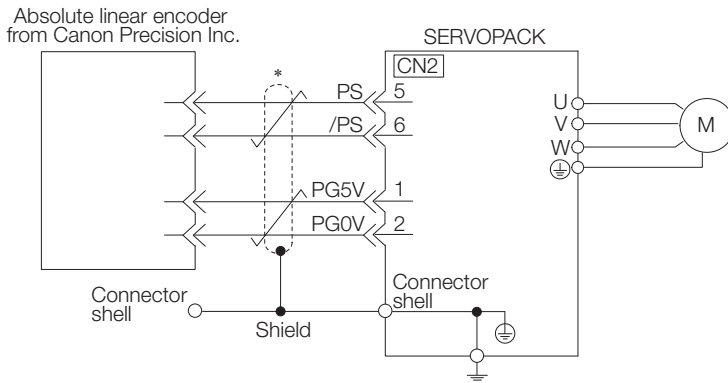 Absolute linear encoder
from Canon Precision Inc.
SERVOPACK
*
CN2
PS
5
/PS
6
PG5V
1
PG0V
2
U
V
W
M
Connector
shell
Shield
Connector
shell